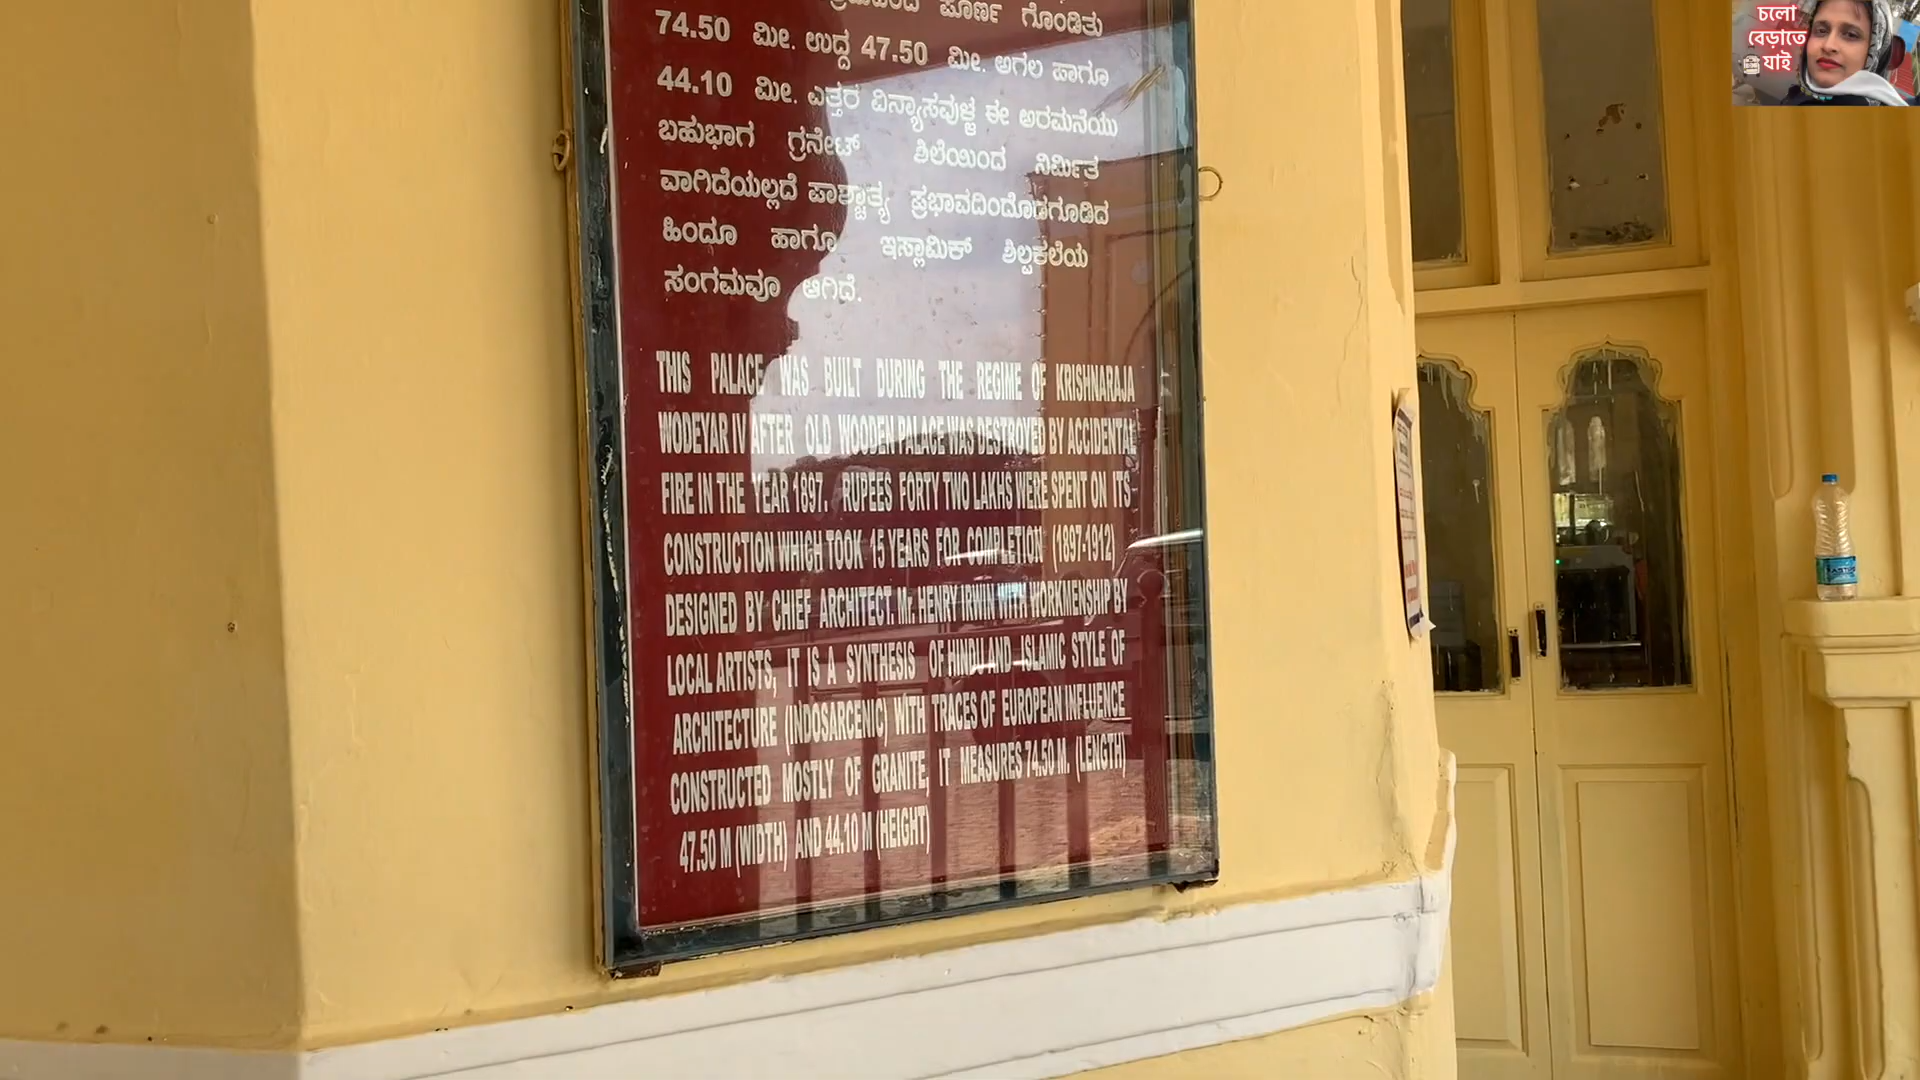 ಪೂರ್ಣ ಗೊಂಡಿತು
74.50 ಮೀ. ಉದ್ದ 47.50 ಮೀ. ಅಗಲ ಹಾಗೂ
44.10 ಮೀ. ಎತ್ತರ ವಿನ್ಯಾಸವುಳ್ಳ ಈ ಅರಮನೆಯು
ಬಹುಭಾಗ ಗ್ರನೇಟ್ ಶಿಲೆಯಿಂದ ನಿರ್ಮಿತ
ವಾಗಿದೆಯಲ್ಲದೆ ಪಾಶ್ಚಾತ್ಯ ಪ್ರಭಾವದಿಂದೊಡಗೂಡಿದ
ಹಿಂದೂ ಹಾಗೂ ಇಸ್ಲಾಮಿಕ್ ಶಿಲ್ಪಕಲೆಯ
ಸಂಗಮವೂ ಆಗಿದೆ.
THIS PALACE WAS BUILT DURING THE REGIME OF KRISHNARAJA
WODEYAR IV AFTER OLD WOODEN PALACE WAS DESTROYED BY ACCIDENTAL
FIRE IN THE YEAR 1897. RUPEES FORTY TWO LAKHS WERE SPENT ON ITS
CONSTRUCTION WHICH TOOK 15 YEARS FOR COMPLETION (1897-1912)
DESIGNED BY CHIEF ARCHITECT. Mr. HENRY IRWIN WITH WORKMENSHIP BY
LOCAL ARTISTS, IT IS A SYNTHESIS OF HINDU AND ISLAMIC STYLE OF
ARCHITECTURE (INDOSARCENIC) WITH TRACES OF EUROPEAN INFLUENCE
CONSTRUCTED MOSTLY OF GRANITE, IT MEASURES 74.50 M. (LENGTH)
47.50 M (WIDTH) AND 44.10 M (HEIGHT)
চলো
বেড়াতে
যাই